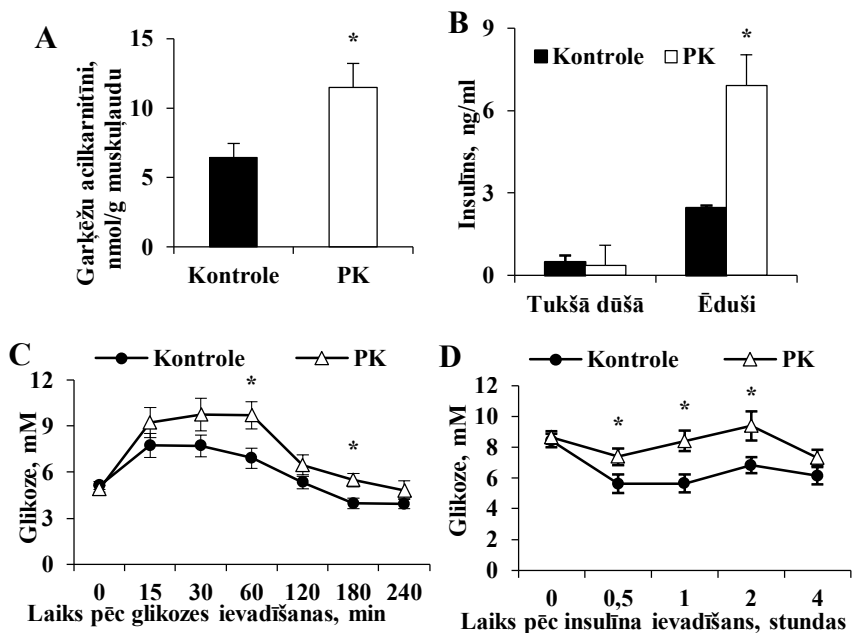 A
Garķēžu acilkarnitīni,
nmol/g muskuļaudu
15
10
5
0
*
Kontrole
PK
B
Insulīns, ng/ml
9
6
3
0
Kontrole
PK
*
Tukšā dūšā
Ēduši
C
Kontrole
PK
Glikoze, mM
12
9
6
3
0
*
*
0 15 30 60 120 180 240
Laiks pēc glikozes ievadīšanas, min
D
Kontrole
PK
Glikoze, mM
12
10
8
6
4
2
0
* * *
0 0,5 1 2 4
Laiks pēc insulīna ievadīšans, stundas